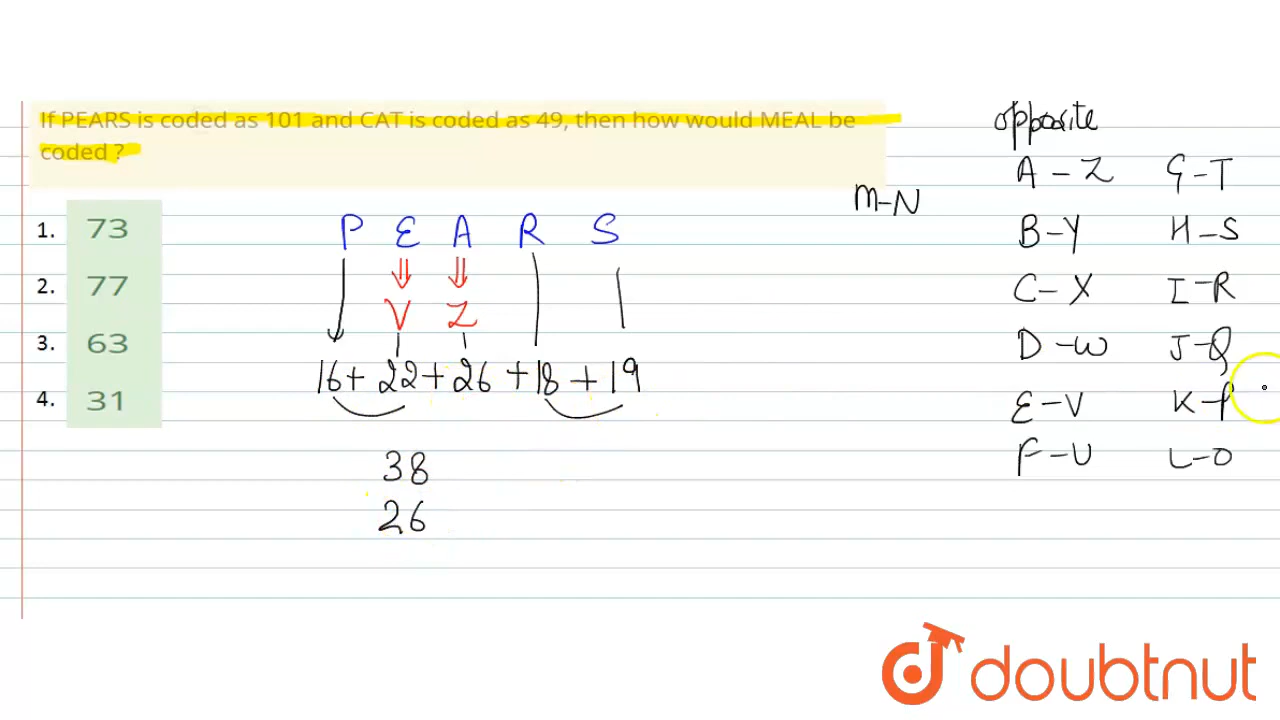 If PEARS is coded as 101 and CAT is coded as 49, then how would MEAL be
coded ?
1. 73
2. 77
3. 63
4. 31
P E A R S
V Z
16+ 22+ 26 + 18 + 19
38
26
M-N
opposite
A - Z G-T
B-Y H-S
C- X I-R
D-W J-Q
E-V K-P
F-U L-O
doubtnut